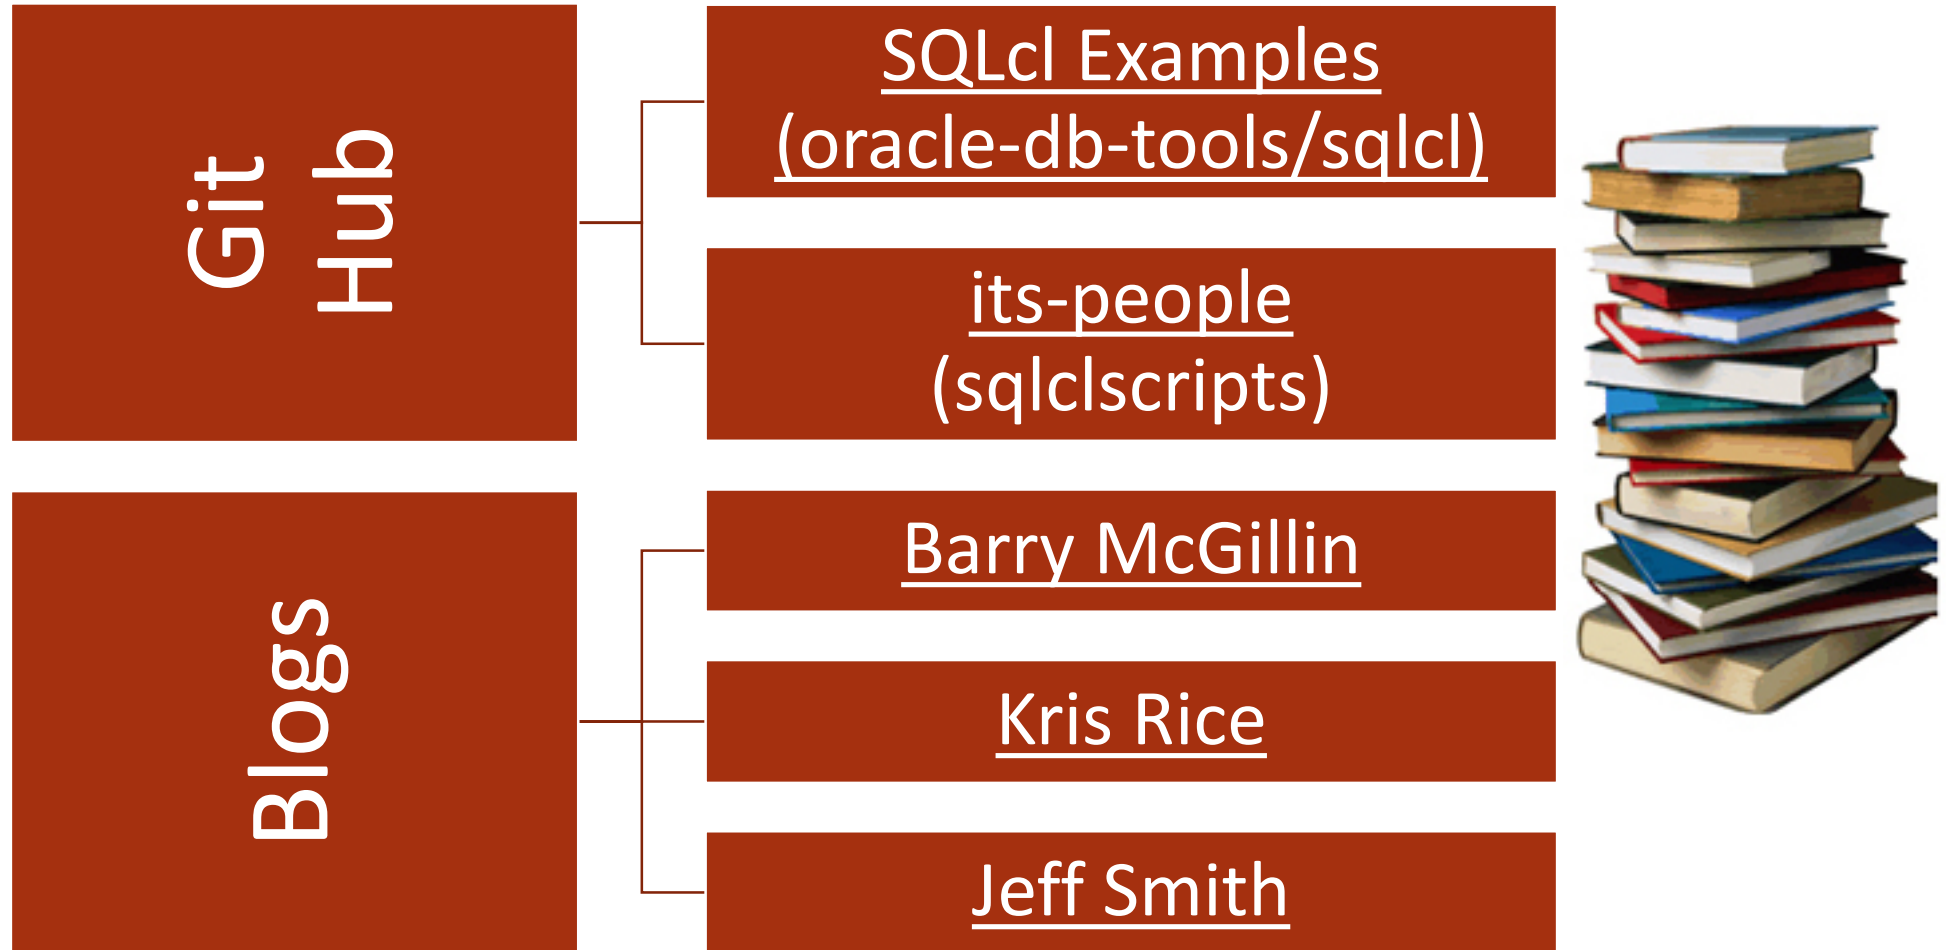 Git
Hub
SQLcl Examples
(oracle-db-tools/sqlcl)
its-people
(sqlclscripts)
Blogs
Barry McGillin
Kris Rice
Jeff Smith